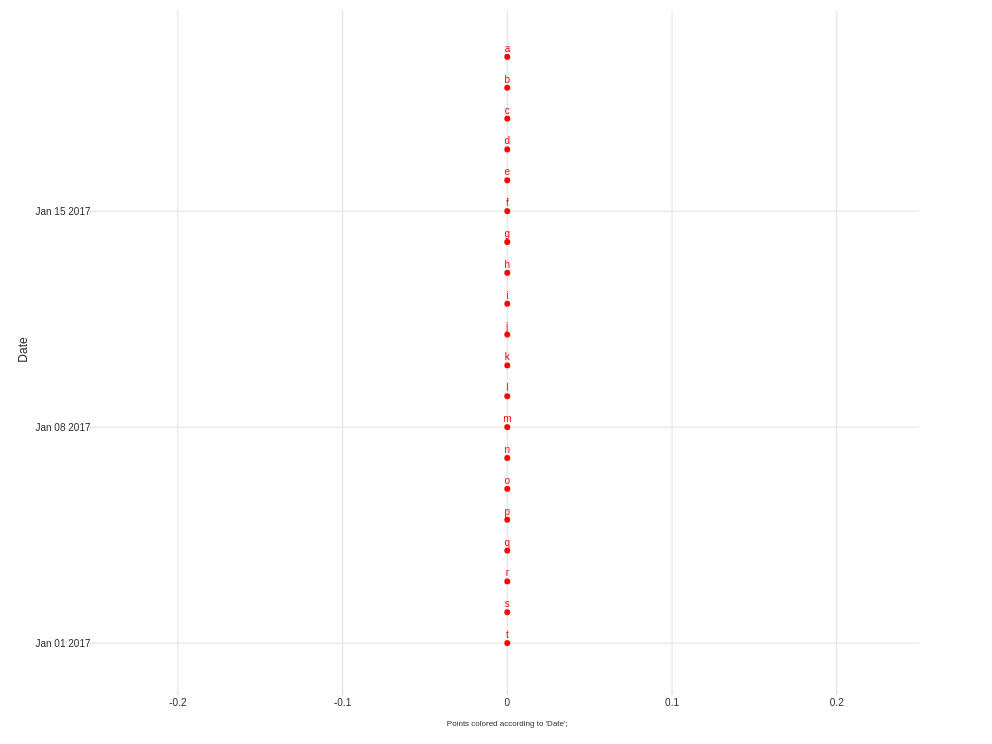 a
b
c
d
e
f
Jan 15 2017
g
h
i
j
Date
k
l
m
Jan 08 2017
n
o
p
q
r
s
t
Jan 01 2017
-0.2 -0.1 0 0.1 0.2
Points colored according to 'Date';